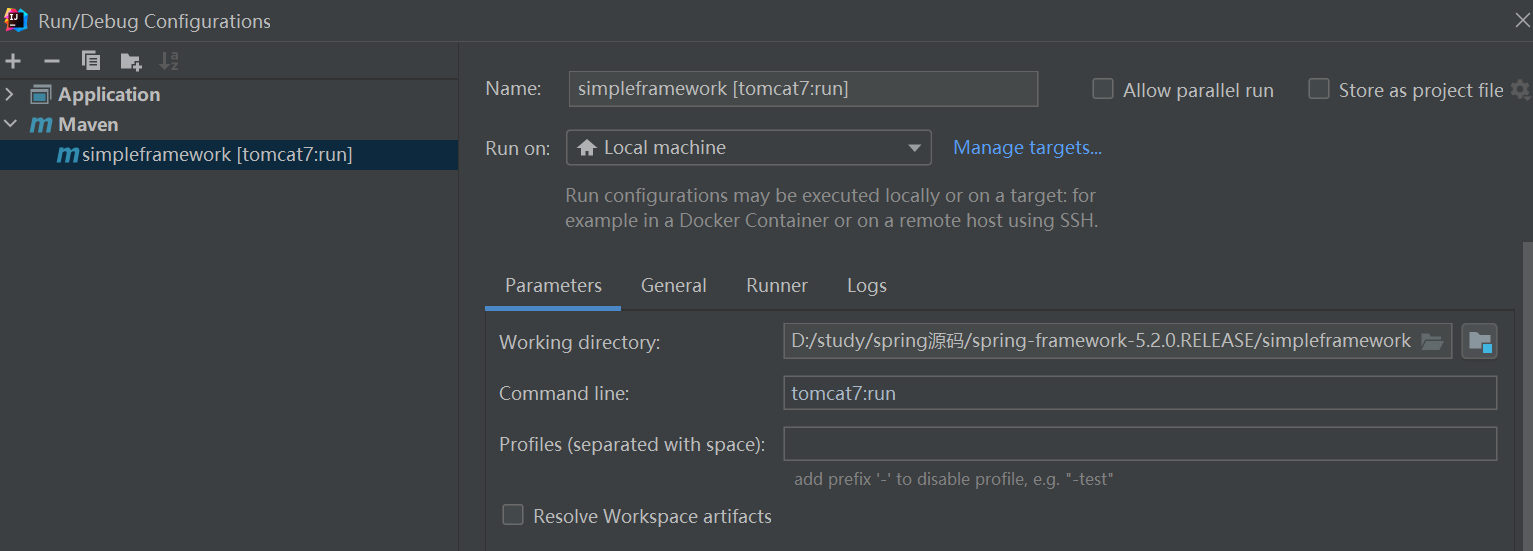 Run/Debug Configurations
Application
Maven
simpleframework [tomcat7:run]
Name: simpleframework [tomcat7:run] Allow parallel run Store as project file
Run on: Local machine Manage targets...
Run configurations may be executed locally or on a target: for
example in a Docker Container or on a remote host using SSH.
Parameters General Runner Logs
Working directory: D:/study/spring源码/spring-framework-5.2.0.RELEASE/simpleframework
Command line: tomcat7:run
Profiles (separated with space):
add prefix '-' to disable profile, e.g. "-test"
Resolve Workspace artifacts